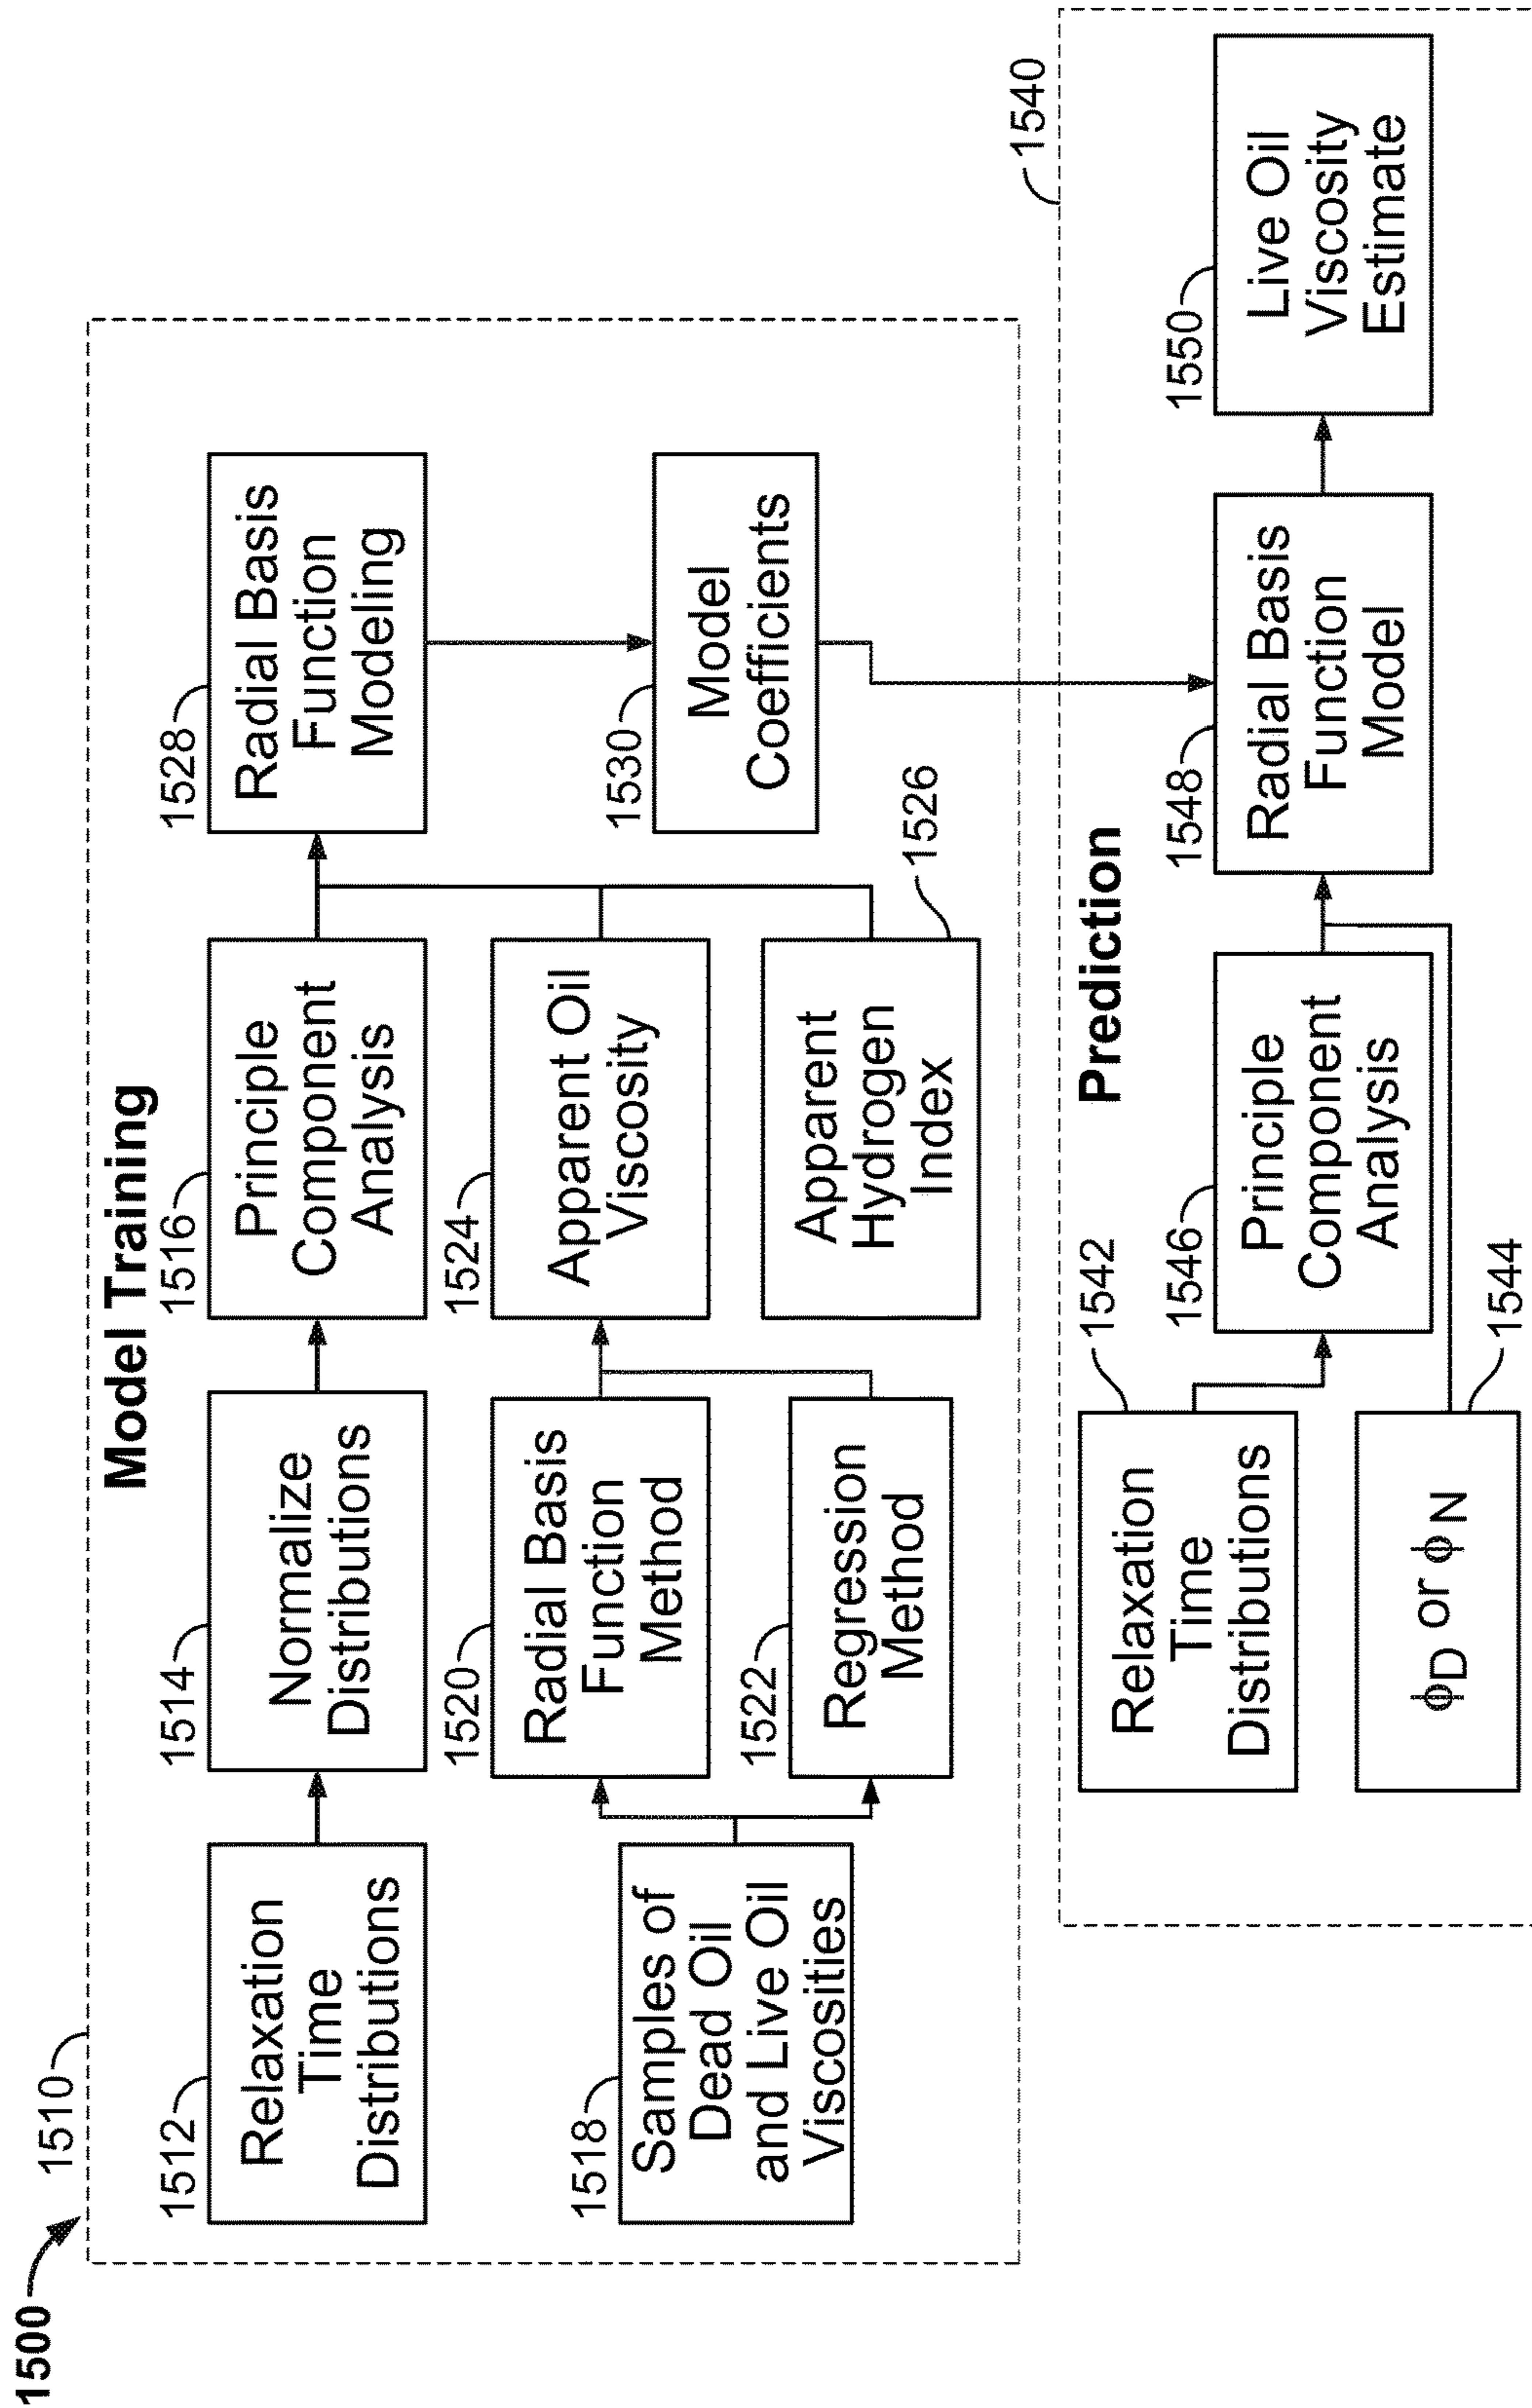 1500
1510
Model Training
1512
Relaxation
Time
Distributions
1514
Normalize
Distributions
1516
Principle
Component
Analysis
1528
Radial Basis
Function
Modeling
1518
Samples of
Dead Oil
and Live Oil
Viscosities
1520
Radial Basis
Function
Method
1522
Regression
Method
1524
Apparent Oil
Viscosity
Apparent
Hydrogen
Index
1526
1530
Model
Coefficients
1540
Prediction
Relaxation
Time
Distributions
1542
ϕD or ϕN
1544
1546
Principle
Component
Analysis
1548
Radial Basis
Function
Model
1550
Live Oil
Viscosity
Estimate